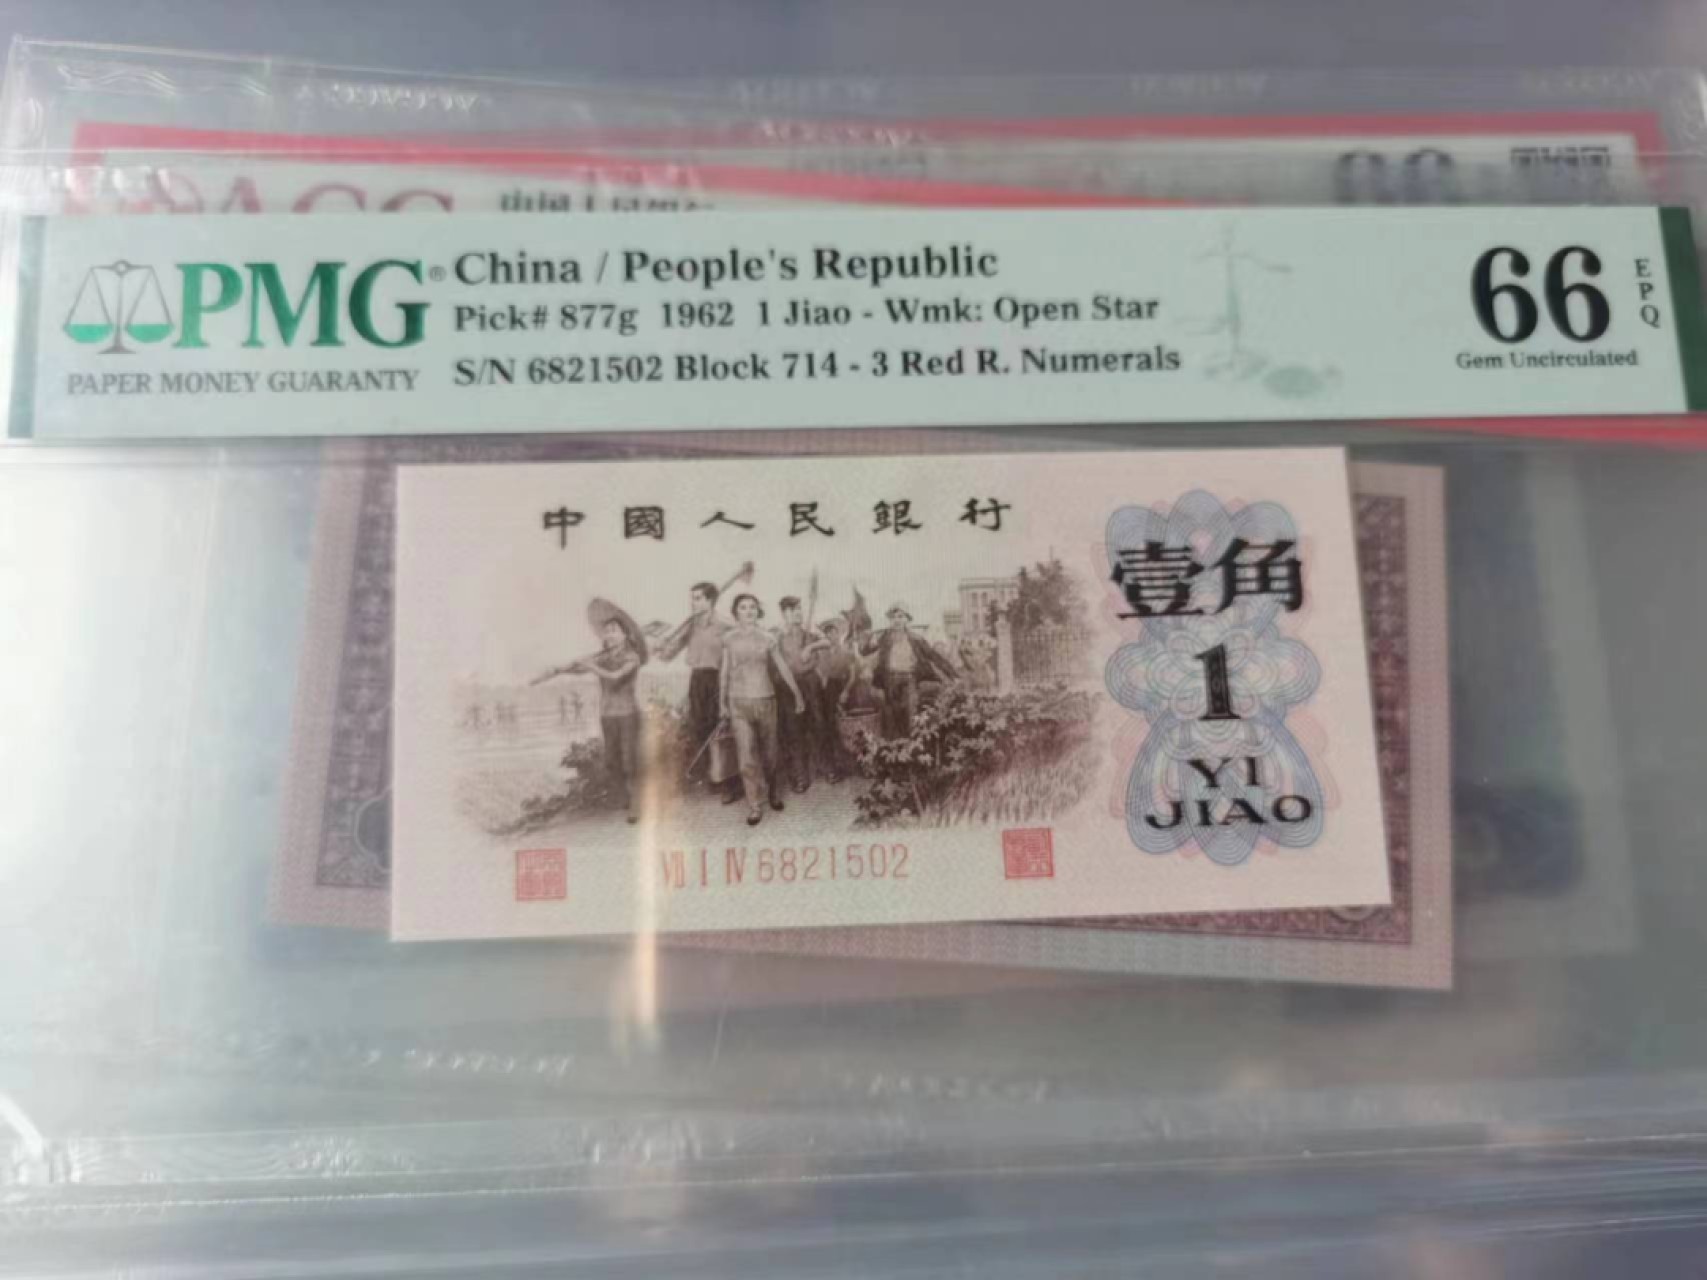 ACG
PMG®
PAPER MONEY GUARANTY
China / People's Republic
Pick# 877g 1962 1 Jiao - Wmk: Open Star
S/N 6821502 Block 714 - 3 Red R. Numerals
66
EPQ
Gem Uncirculated
中國人民銀行
壹角
1
YI
JIAO
Ⅶ Ⅰ Ⅳ 6821502